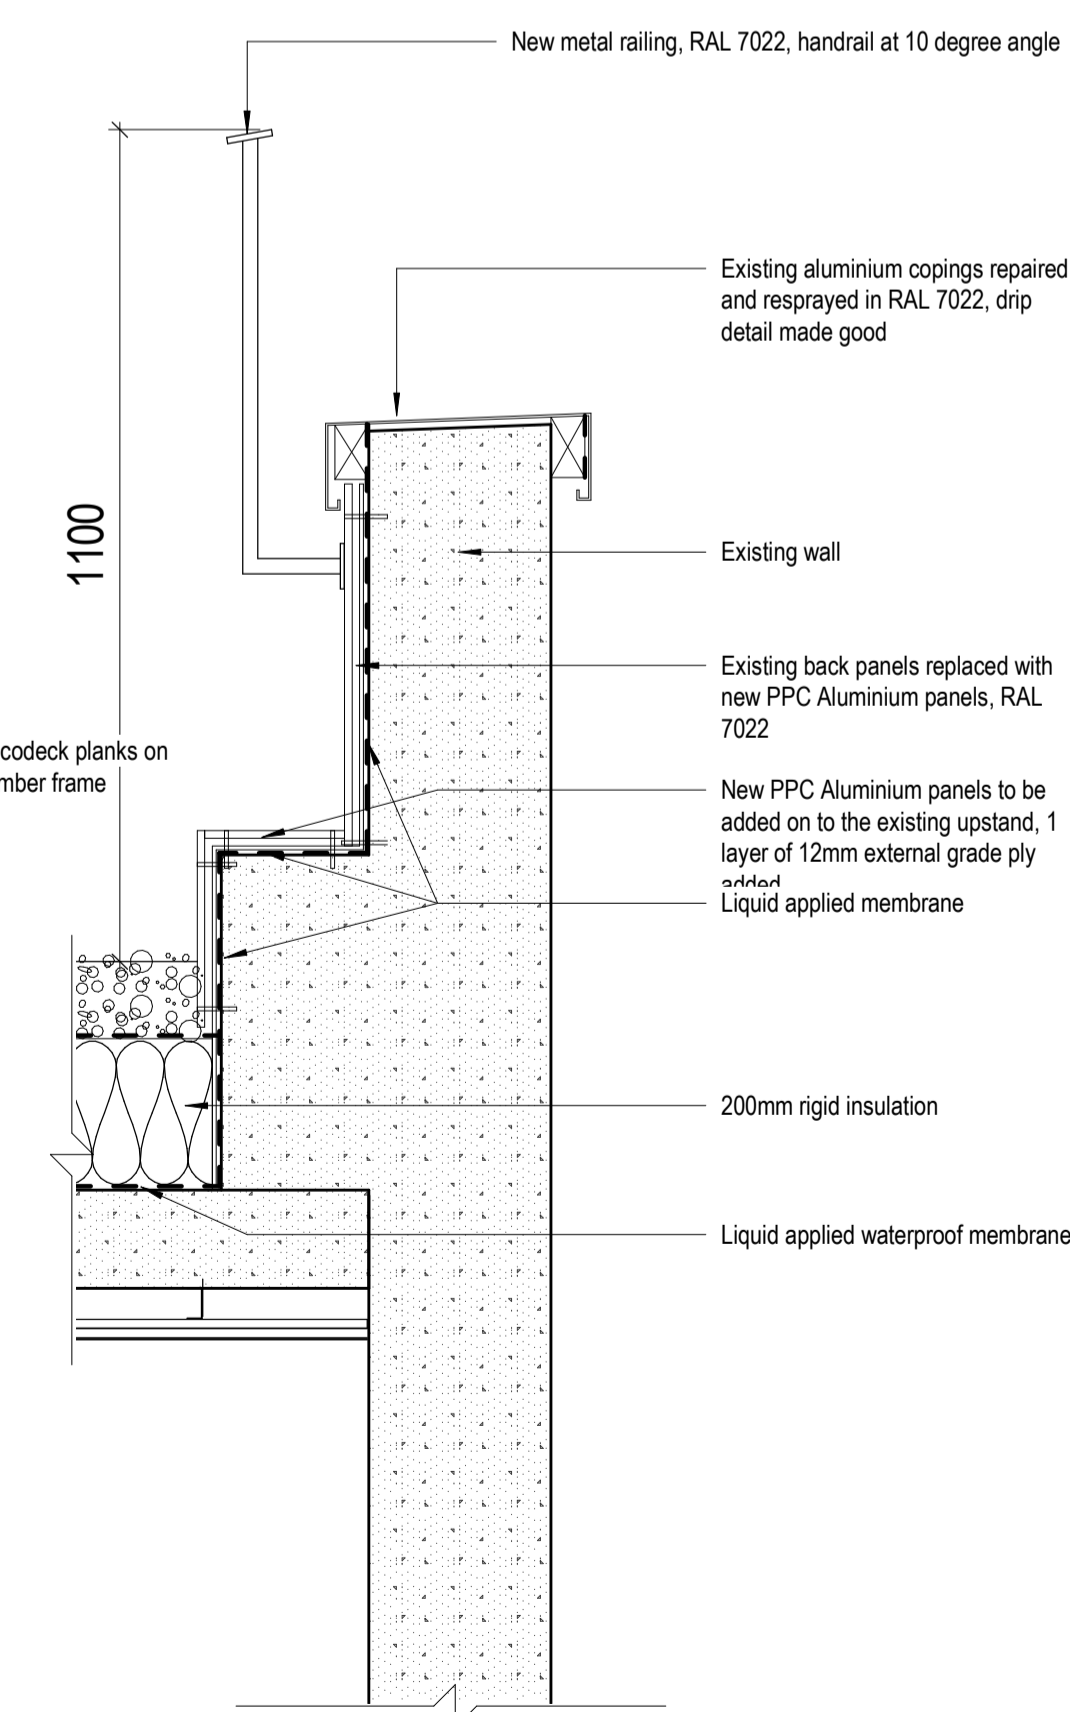 New metal railing, RAL 7022, handrail at 10 degree angle
Existing aluminium copings repaired
and resprayed in RAL 7022, drip
detail made good
1100
Existing wall
Existing back panels replaced with
new PPC Aluminium panels, RAL
7022
codeck planks on
mber frame
New PPC Aluminium panels to be
added on to the existing upstand, 1
layer of 12mm external grade ply
added
Liquid applied membrane
200mm rigid insulation
Liquid applied waterproof membrane